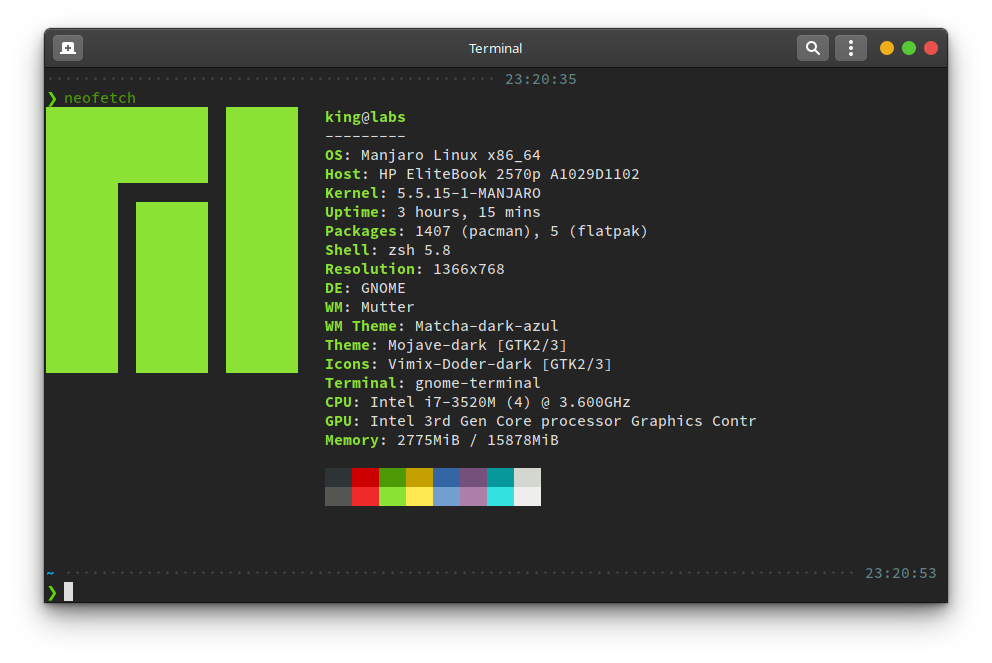 Terminal
23:20:35
❯ neofetch
king@labs
---------
OS: Manjaro Linux x86_64
Host: HP EliteBook 2570p A1029D1102
Kernel: 5.5.15-1-MANJARO
Uptime: 3 hours, 15 mins
Packages: 1407 (pacman), 5 (flatpak)
Shell: zsh 5.8
Resolution: 1366x768
DE: GNOME
WM: Mutter
WM Theme: Matcha-dark-azul
Theme: Mojave-dark [GTK2/3]
Icons: Vimix-Doder-dark [GTK2/3]
Terminal: gnome-terminal
CPU: Intel i7-3520M (4) @ 3.600GHz
GPU: Intel 3rd Gen Core processor Graphics Contr
Memory: 2775MiB / 15878MiB
~ 23:20:53
❯